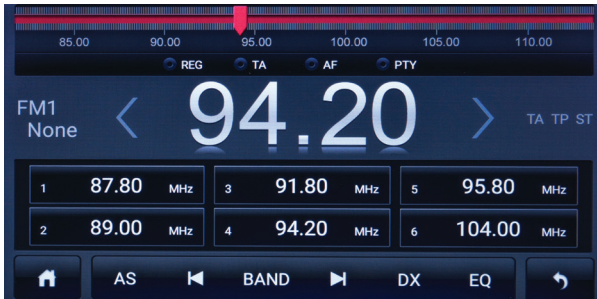 85.00 90.00 95.00 100.00 105.00 110.00
REG TA AF PTY
FM1
None
94.20
TA TP ST
1 87.80 MHz 3 91.80 MHz 5 95.80 MHz
2 89.00 MHz 4 94.20 MHz 6 104.00 MHz
AS BAND DX EQ